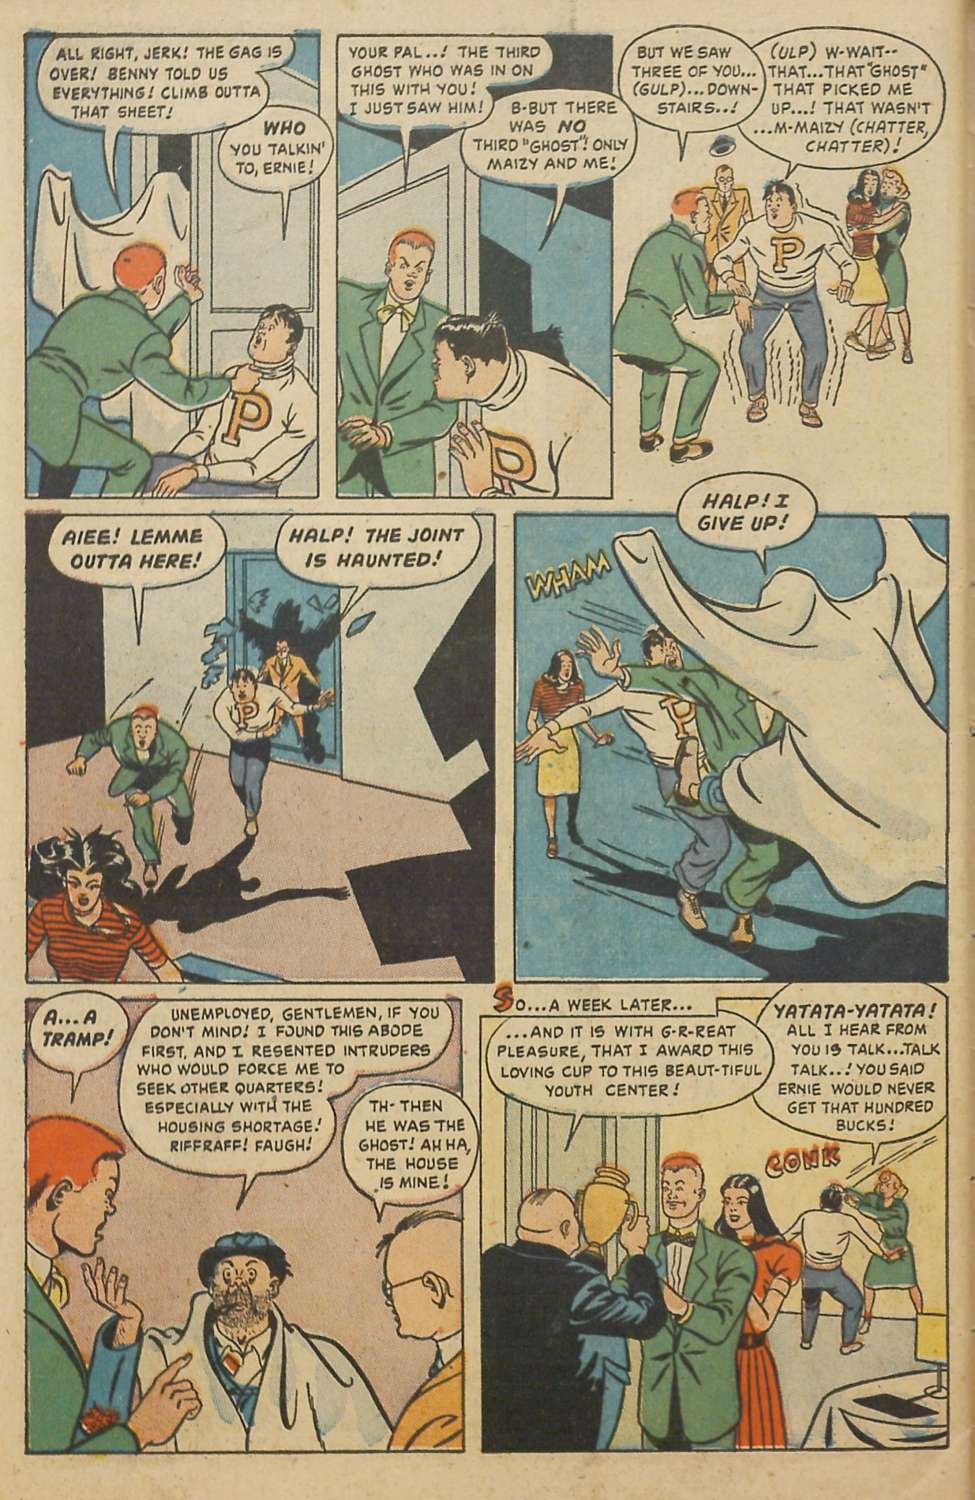 ALL RIGHT, JERK! THE GAG IS
OVER! BENNY TOLD US
EVERYTHING! CLIMB OUTTA
THAT SHEET!
WHO
YOU TALKIN'
TO, ERNIE!
P
YOUR PAL..! THE THIRD
GHOST WHO WAS IN ON
THIS WITH YOU!
I JUST SAW HIM!
B-BUT THERE
WAS NO
THIRD "GHOST"! ONLY
MAIZY AND ME!
P
BUT WE SAW
THREE OF YOU...
(GULP)...DOWN-
STAIRS..!
(ULP) W-WAIT--
THAT...THAT "GHOST"
THAT PICKED ME
UP...! THAT WASN'T
...M-MAIZY (CHATTER,
CHATTER)!
P
AIEE! LEMME
OUTTA HERE!
HALP! THE JOINT
IS HAUNTED!
P
HALP! I
GIVE UP!
WHAM
P
A...A
TRAMP!
UNEMPLOYED, GENTLEMEN, IF YOU
DON'T MIND! I FOUND THIS ABODE
FIRST, AND I RESENTED INTRUDERS
WHO WOULD FORCE ME TO
SEEK OTHER QUARTERS!
ESPECIALLY WITH THE
HOUSING SHORTAGE!
RIFFRAFF! FAUGH!
TH-THEN
HE WAS THE
GHOST! AH HA,
THE HOUSE
IS MINE!
SO...A WEEK LATER...
...AND IT IS WITH G-R-REAT
PLEASURE, THAT I AWARD THIS
LOVING CUP TO THIS BEAUT-TIFUL
YOUTH CENTER!
YATATA-YATATA!
ALL I HEAR FROM
YOU IS TALK...TALK
TALK..! YOU SAID
ERNIE WOULD NEVER
GET THAT HUNDRED
BUCKS!
CONK